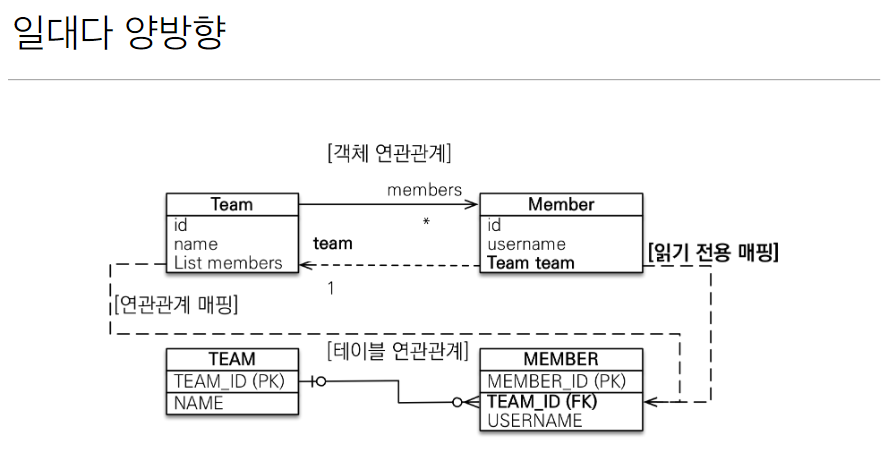 일대다 양방향
[객체 연관관계]
members
Team
Member
id
name
List members
*
team
1
id
username
Team team
[읽기 전용 매핑]
[연관관계 매핑]
[테이블 연관관계]
TEAM
TEAM_ID (PK)
NAME
MEMBER
MEMBER_ID (PK)
TEAM_ID (FK)
USERNAME